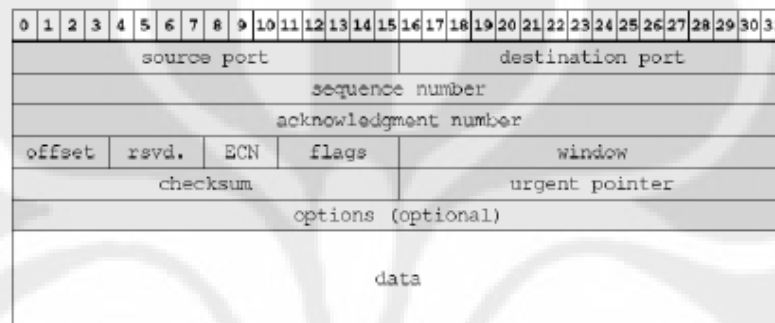 0 1 2 3 4 5 6 7 8 9 10 11 12 13 14 15 16 17 18 19 20 21 22 23 24 25 26 27 28 29 30 3
source port destination port
sequence number
acknowledgment number
offset rsvd. ECN flags window
checksum urgent pointer
options (optional)
data